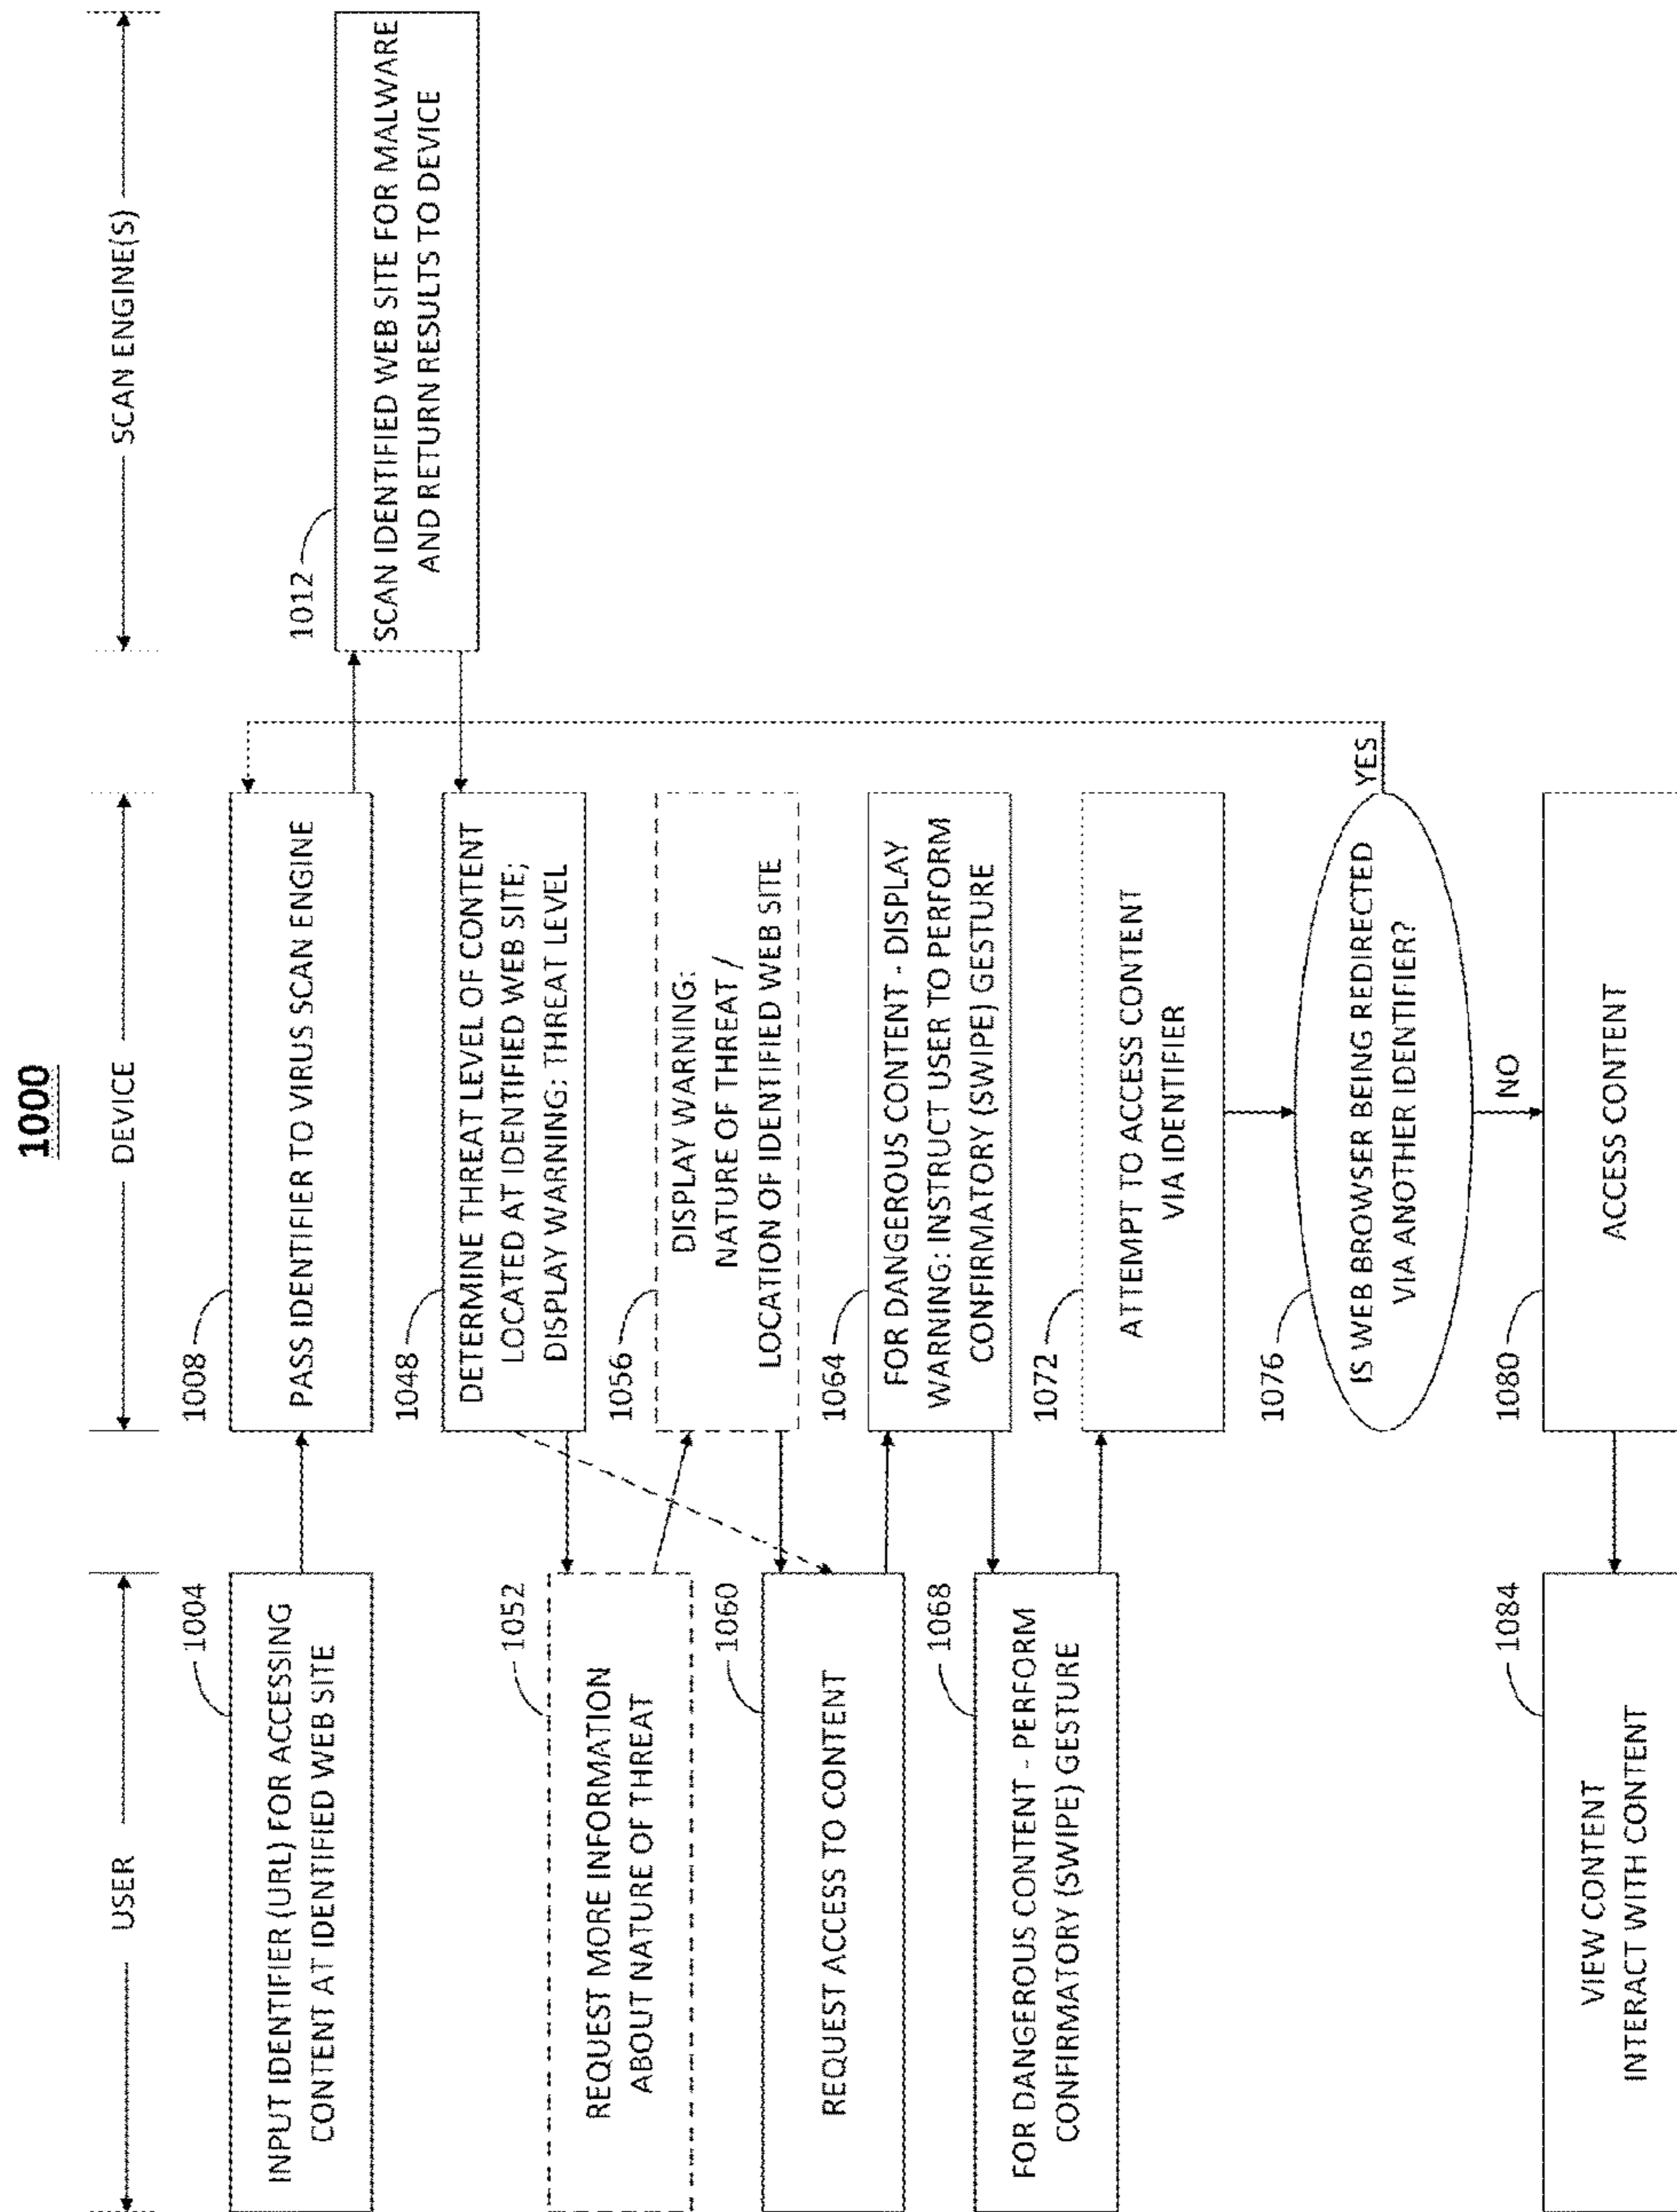 1000
USER
DEVICE
SCAN ENGINE(S)
1004
INPUT IDENTIFIER (URL) FOR ACCESSING
CONTENT AT IDENTIFIED WEB SITE
1008
PASS IDENTIFIER TO VIRUS SCAN ENGINE
1012
SCAN IDENTIFIED WEB SITE FOR MALWARE
AND RETURN RESULTS TO DEVICE
1048
DETERMINE THREAT LEVEL OF CONTENT
LOCATED AT IDENTIFIED WEB SITE;
DISPLAY WARNING: THREAT LEVEL
1052
REQUEST MORE INFORMATION
ABOUT NATURE OF THREAT
1056
DISPLAY WARNING:
NATURE OF THREAT /
LOCATION OF IDENTIFIED WEB SITE
1060
REQUEST ACCESS TO CONTENT
1064
FOR DANGEROUS CONTENT - DISPLAY
WARNING: INSTRUCT USER TO PERFORM
CONFIRMATORY (SWIPE) GESTURE
1068
FOR DANGEROUS CONTENT - PERFORM
CONFIRMATORY (SWIPE) GESTURE
1072
ATTEMPT TO ACCESS CONTENT
VIA IDENTIFIER
1076
IS WEB BROWSER BEING REDIRECTED
VIA ANOTHER IDENTIFIER?
YES
NO
1080
ACCESS CONTENT
1084
VIEW CONTENT
INTERACT WITH CONTENT